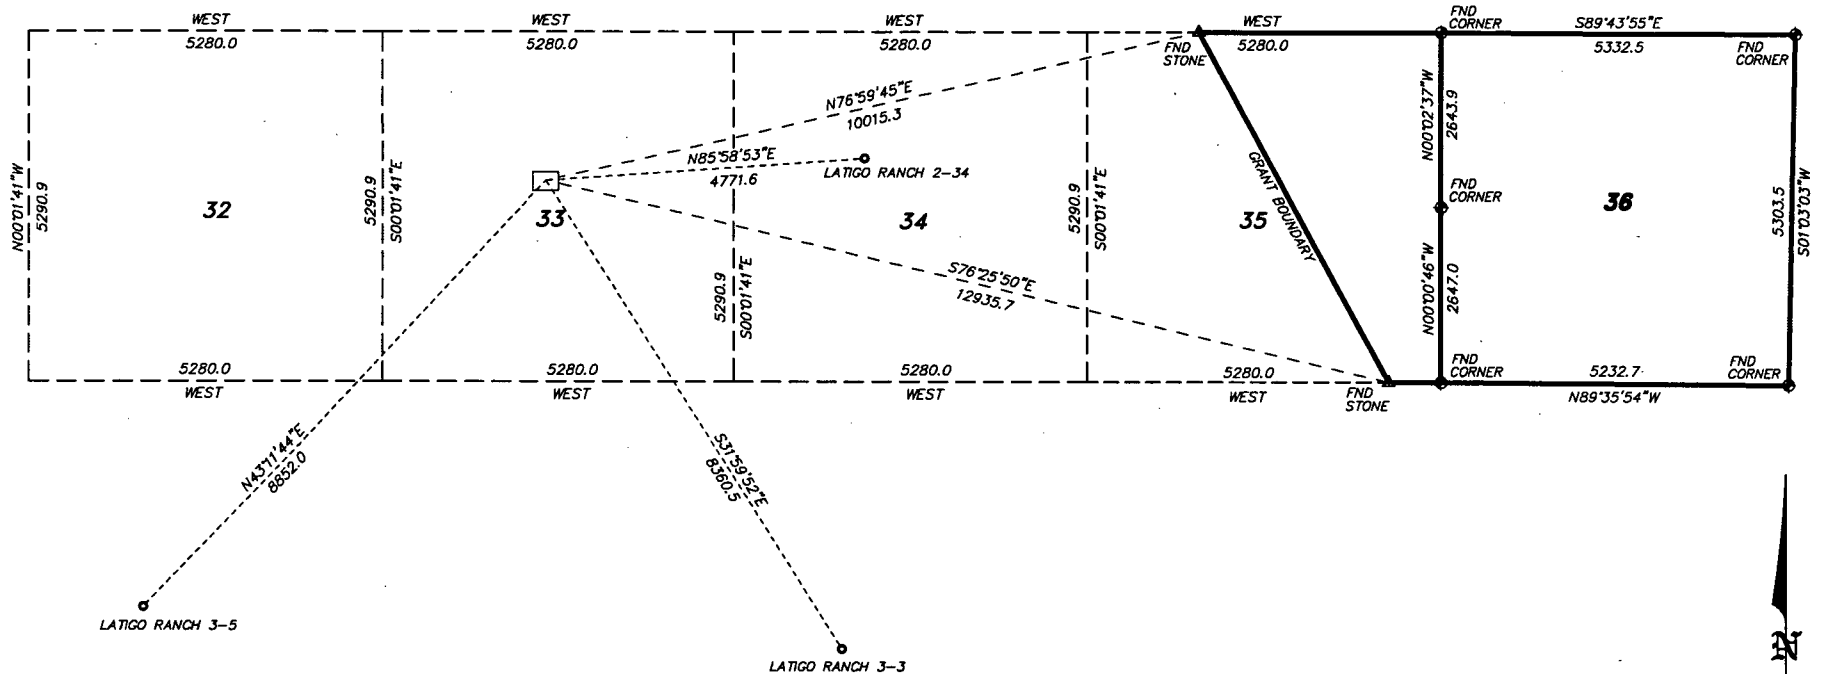 WEST
5280.0
WEST
5280.0
WEST
5280.0
WEST
5280.0
FND
STONE
FND
CORNER
S89°43'55"E
5332.5
FND
CORNER
N76°59'45"E
10015.3
N85°58'53"E
4771.6
LATIGO RANCH 2-34
N00°01'41"W
5290.9
32
5290.9
S00°01'41"E
33
5290.9
S00°01'41"E
34
5290.9
S00°01'41"E
35
GRANT BOUNDARY
N00°02'37"W
2643.9
FND
CORNER
N00°00'46"W
2647.0
36
5303.5
S01°03'03"W
S76°25'50"E
12935.7
5280.0
WEST
5280.0
WEST
5280.0
WEST
5280.0
WEST
FND
STONE
FND
CORNER
5232.7
N89°35'54"W
FND
CORNER
N43°11'44"E
8852.0
S31°59'52"E
8360.5
LATIGO RANCH 3-5
LATIGO RANCH 3-3
N